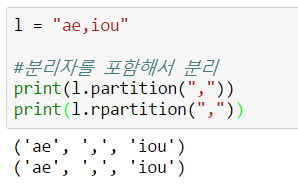 l = "ae,iou"
#분리자를 포함해서 분리
print(l.partition(","))
print(l.rpartition(","))
('ae', ',', 'iou')
('ae', ',', 'iou')